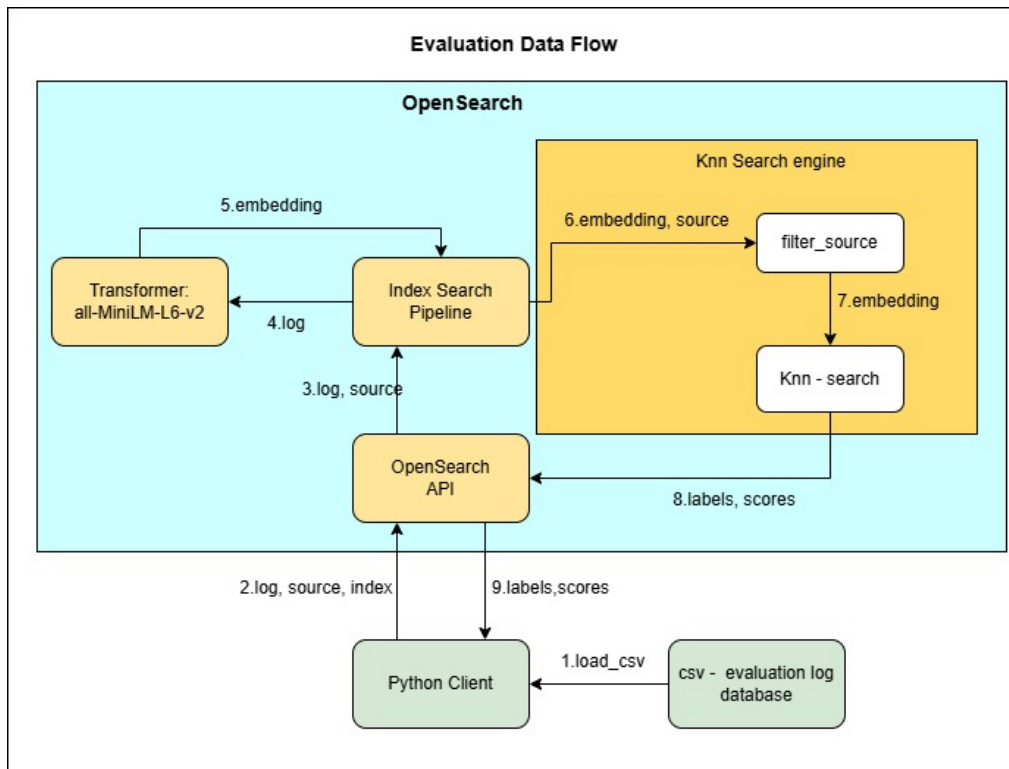 Evaluation Data Flow
OpenSearch
Knn Search engine
5.embedding
6.embedding, source
filter_source
Transformer:
all-MiniLM-L6-v2
Index Search
Pipeline
4.log
7.embedding
Knn - search
3.log, source
OpenSearch
API
8.labels, scores
2.log, source, index
9.labels,scores
1.load_csv
Python Client
csv - evaluation log
database